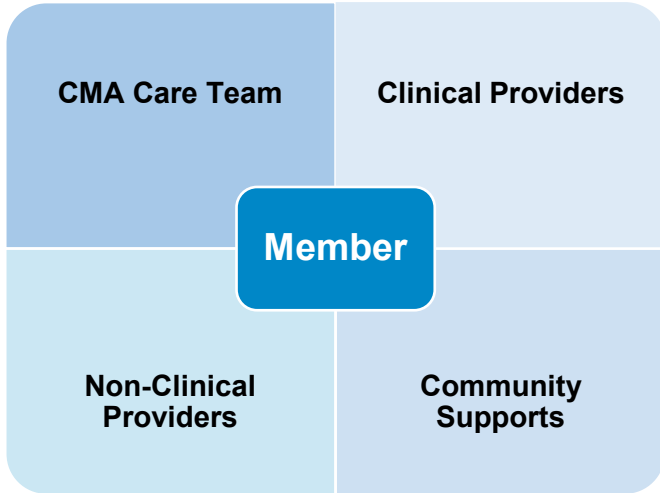 CMA Care Team
Clinical Providers
Member
Non-Clinical
Providers
Community
Supports